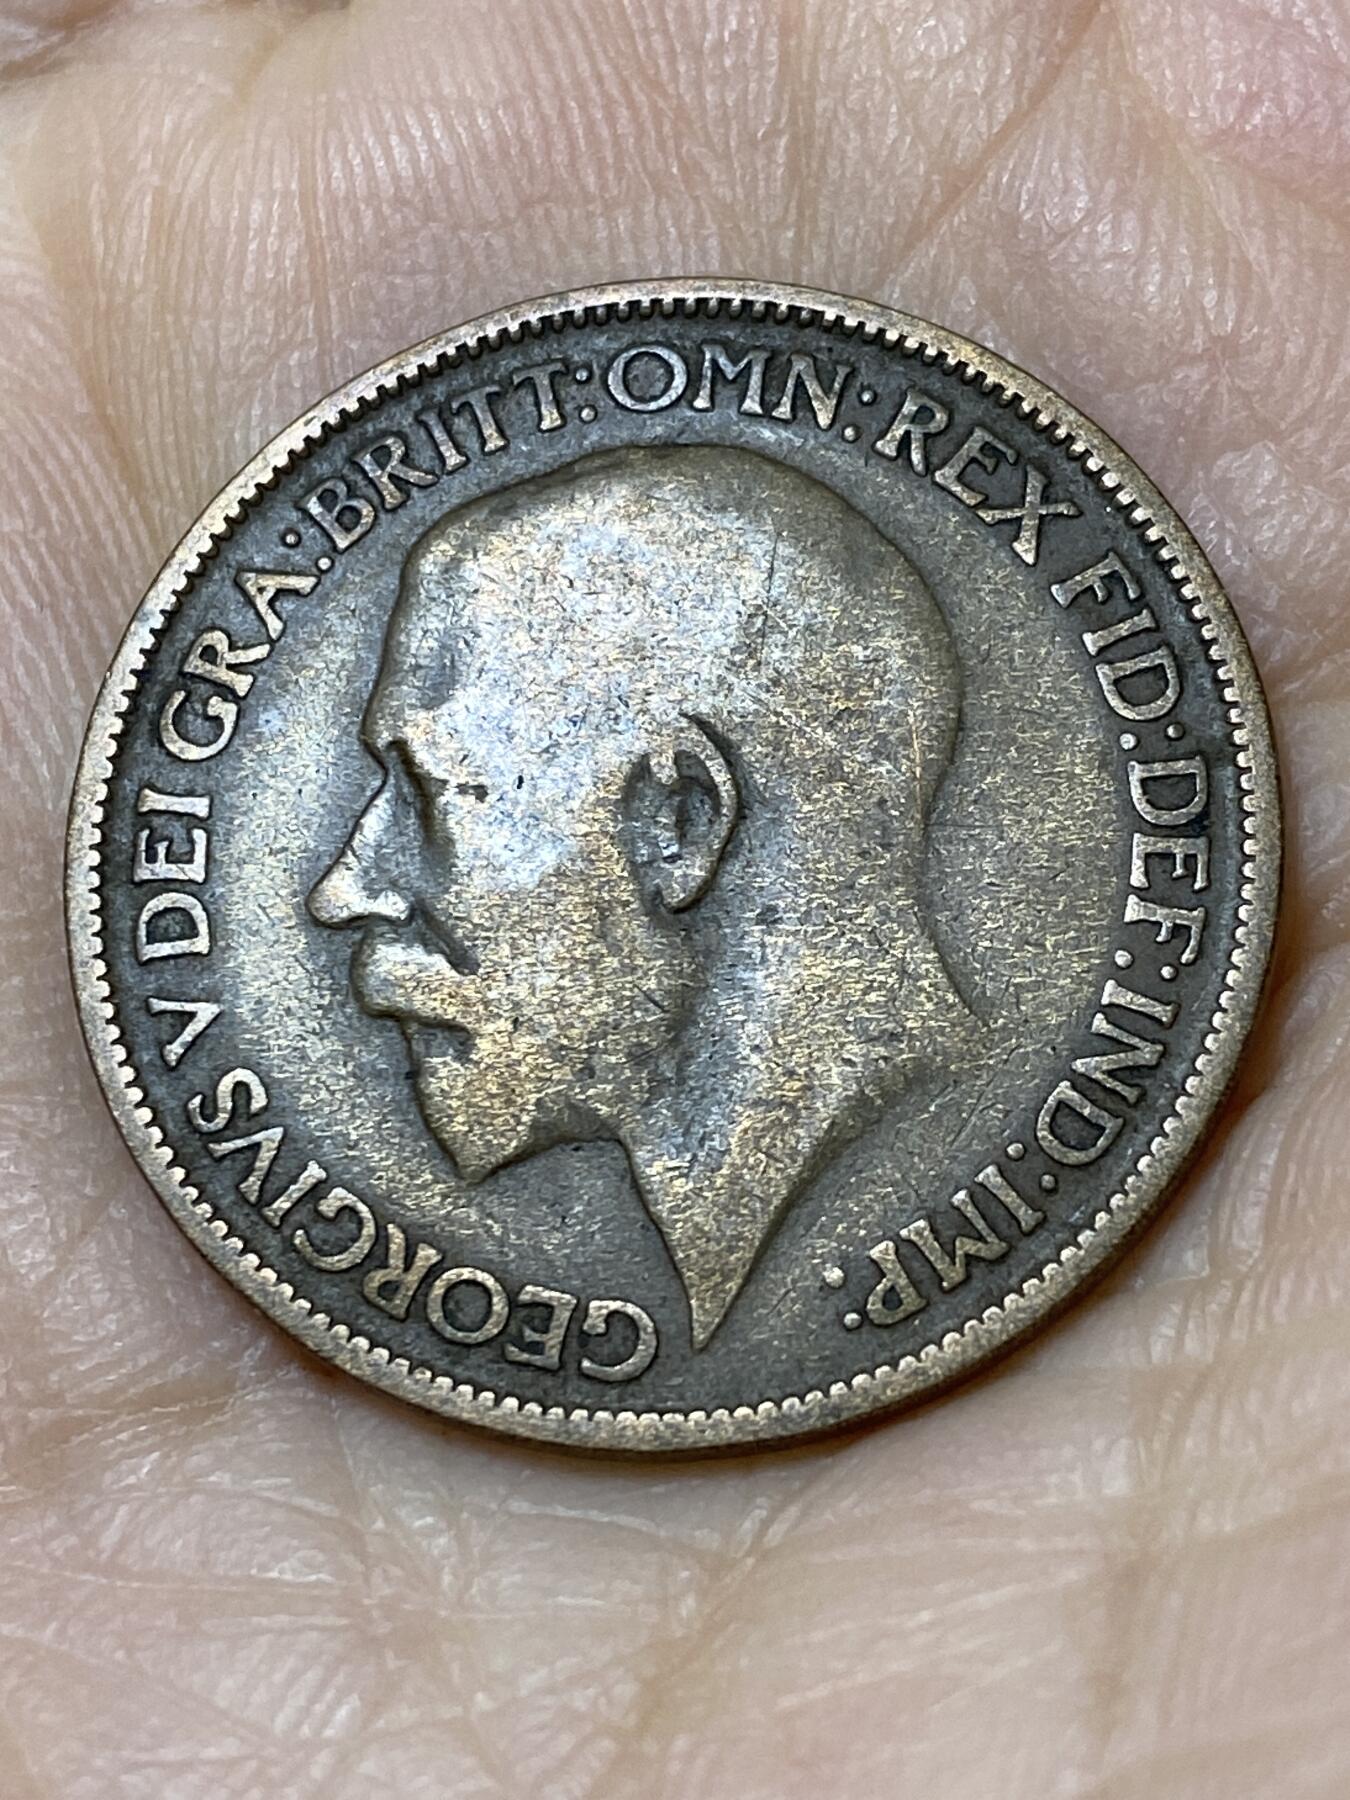 GEORGIVS V DEI GRA: BRITT: OMN: REX FID: DEF: IND: IMP: